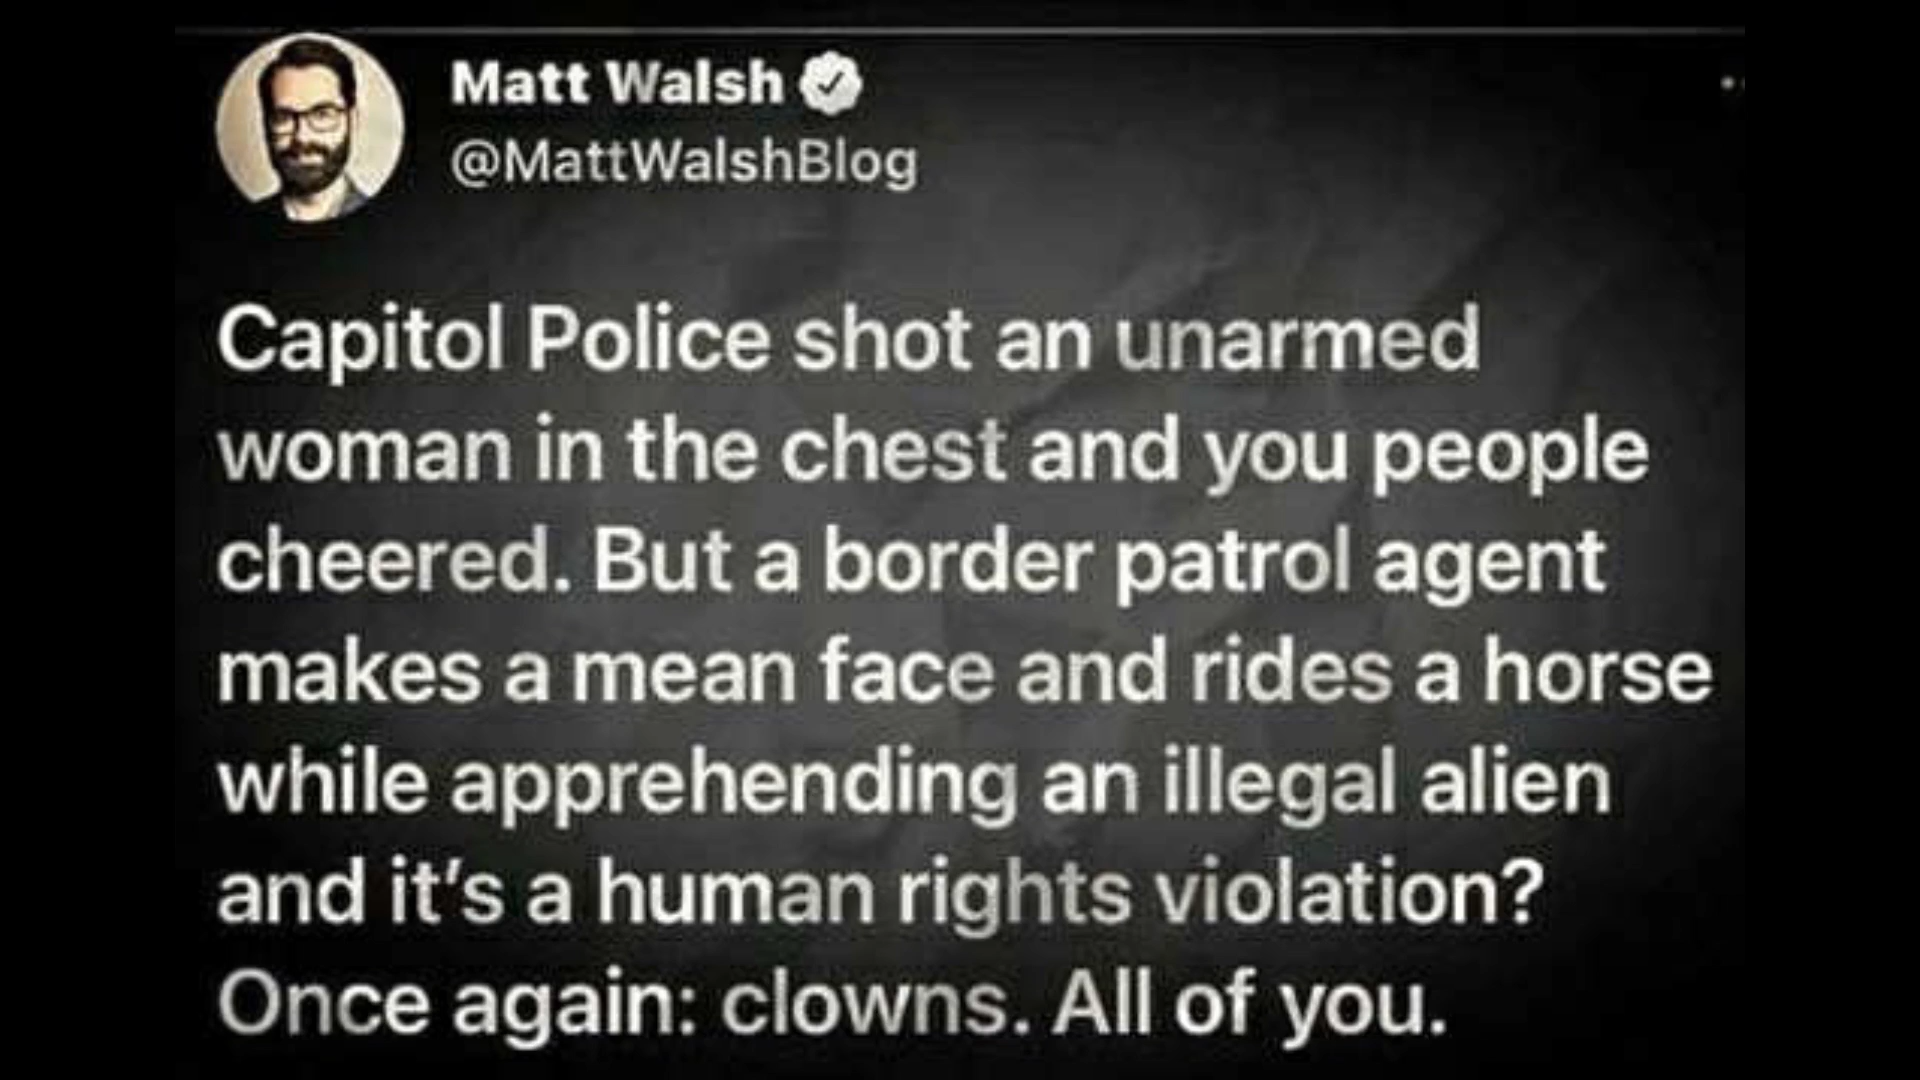 Matt Walsh
@MattWalshBlog
Capitol Police shot an unarmed
woman in the chest and you people
cheered. But a border patrol agent
makes a mean face and rides a horse
while apprehending an illegal alien
and it's a human rights violation?
Once again: clowns. All of you.